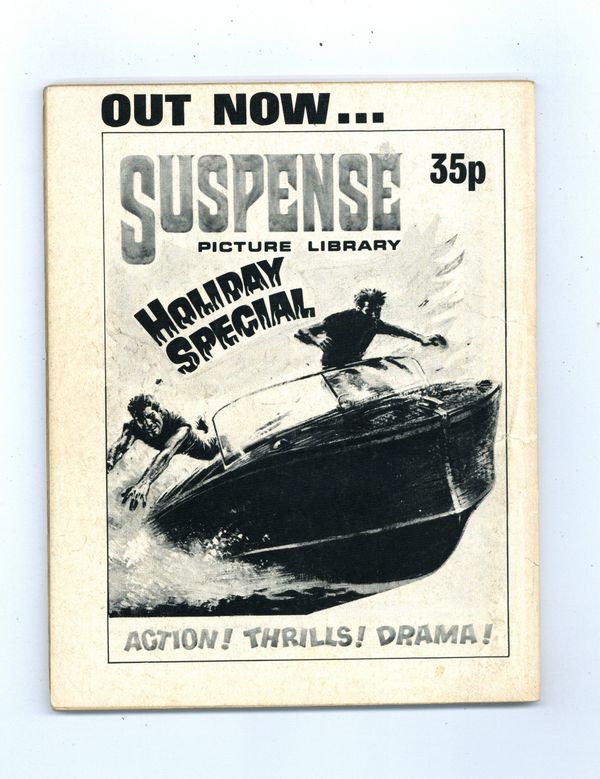 OUT NOW...
SUSPENSE
35p
PICTURE LIBRARY
HOLIDAY
SPECIAL
ACTION! THRILLS! DRAMA!